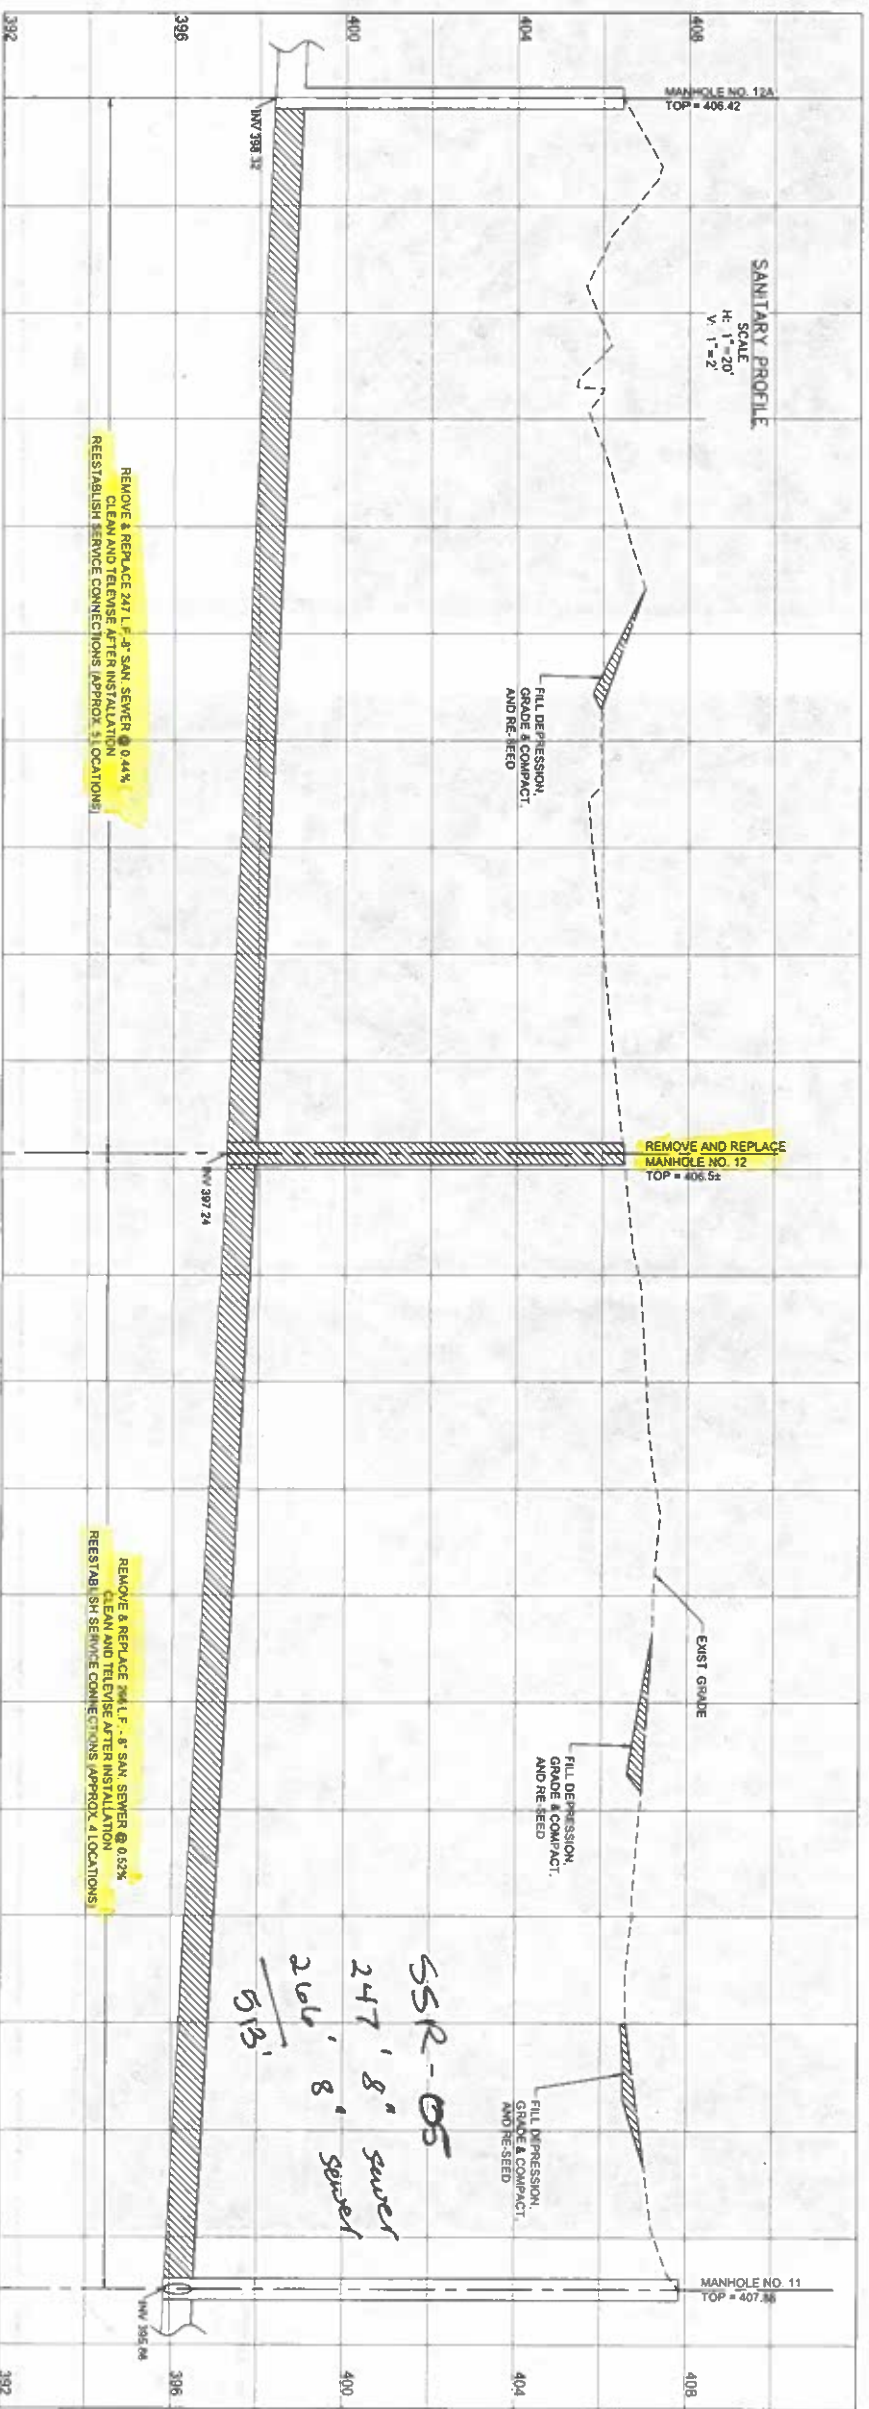 392
396
400
404
408
MANHOLE NO. 12A
TOP = 406.42
INV 398.32
SANITARY PROFILE
SCALE
H: 1"=20'
V: 1"=2'
REMOVE & REPLACE 247 L.F.-8" SAN. SEWER @ 0.44%
CLEAN AND TELEVISE AFTER INSTALLATION
REESTABLISH SERVICE CONNECTIONS (APPROX. 5 LOCATIONS)
FILL DEPRESSION,
GRADE & COMPACT,
AND RE-SEED
REMOVE AND REPLACE
MANHOLE NO. 12
TOP = 406.5±
INV 397.24
EXIST GRADE
FILL DEPRESSION,
GRADE & COMPACT,
AND RE-SEED
REMOVE & REPLACE 266 L.F. - 8" SAN. SEWER @ 0.52%
CLEAN AND TELEVISE AFTER INSTALLATION
REESTABLISH SERVICE CONNECTIONS (APPROX. 4 LOCATIONS)
FILL DEPRESSION,
GRADE & COMPACT,
AND RE-SEED
SSR-05
247' 8" sewer
266' 8" sewer
513'
MANHOLE NO. 11
TOP =
INV
392
396
400
404
408